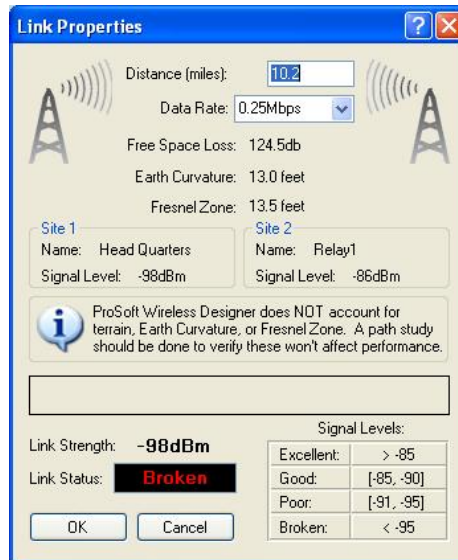 Link Properties
Distance (miles): 10.2
Data Rate: 0.25Mbps
Free Space Loss: 124.5db
Earth Curvature: 13.0 feet
Fresnel Zone: 13.5 feet
Site 1
Name: Head Quarters
Signal Level: -98dBm
Site 2
Name: Relay1
Signal Level: -86dBm
ProSoft Wireless Designer does NOT account for
terrain, Earth Curvature, or Fresnel Zone. A path study
should be done to verify these won't affect performance.
Link Strength: -98dBm
Link Status: Broken
Signal Levels:
Excellent: > -85
Good: [-85, -90]
Poor: [-91, -95]
Broken: < -95
OK Cancel